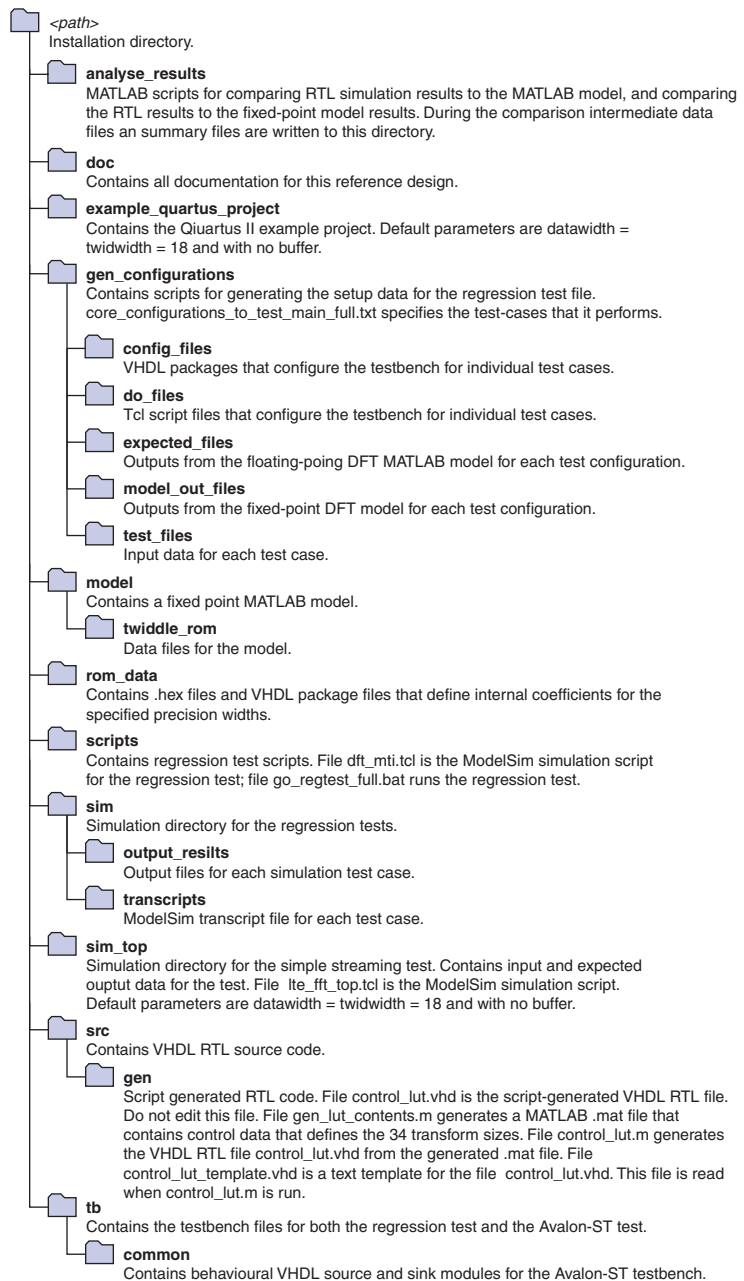 <path>
Installation directory.
analyse_results
MATLAB scripts for comparing RTL simulation results to the MATLAB model, and comparing
the RTL results to the fixed-point model results. During the comparison intermediate data
files an summary files are written to this directory.
doc
Contains all documentation for this reference design.
example_quartus_project
Contains the Qiuartus II example project. Default parameters are datawidth =
twidwidth = 18 and with no buffer.
gen_configurations
Contains scripts for generating the setup data for the regression test file.
core_configurations_to_test_main_full.txt specifies the test-cases that it performs.
config_files
VHDL packages that configure the testbench for individual test cases.
do_files
Tcl script files that configure the testbench for individual test cases.
expected_files
Outputs from the floating-poing DFT MATLAB model for each test configuration.
model_out_files
Outputs from the fixed-point DFT model for each test configuration.
test_files
Input data for each test case.
model
Contains a fixed point MATLAB model.
twiddle_rom
Data files for the model.
rom_data
Contains .hex files and VHDL package files that define internal coefficients for the
specified precision widths.
scripts
Contains regression test scripts. File dft_mti.tcl is the ModelSim simulation script
for the regression test; file go_regtest_full.bat runs the regression test.
sim
Simulation directory for the regression tests.
output_resilts
Output files for each simulation test case.
transcripts
ModelSim transcript file for each test case.
sim_top
Simulation directory for the simple streaming test. Contains input and expected
ouptut data for the test. File lte_fft_top.tcl is the ModelSim simulation script.
Default parameters are datawidth = twidwidth = 18 and with no buffer.
src
Contains VHDL RTL source code.
gen
Script generated RTL code. File control_lut.vhd is the script-generated VHDL RTL file.
Do not edit this file. File gen_lut_contents.m generates a MATLAB .mat file that
contains control data that defines the 34 transform sizes. File control_lut.m generates
the VHDL RTL file control_lut.vhd from the generated .mat file. File
control_lut_template.vhd is a text template for the file control_lut.vhd. This file is read
when control_lut.m is run.
tb
Contains the testbench files for both the regression test and the Avalon-ST test.
common
Contains behavioural VHDL source and sink modules for the Avalon-ST testbench.